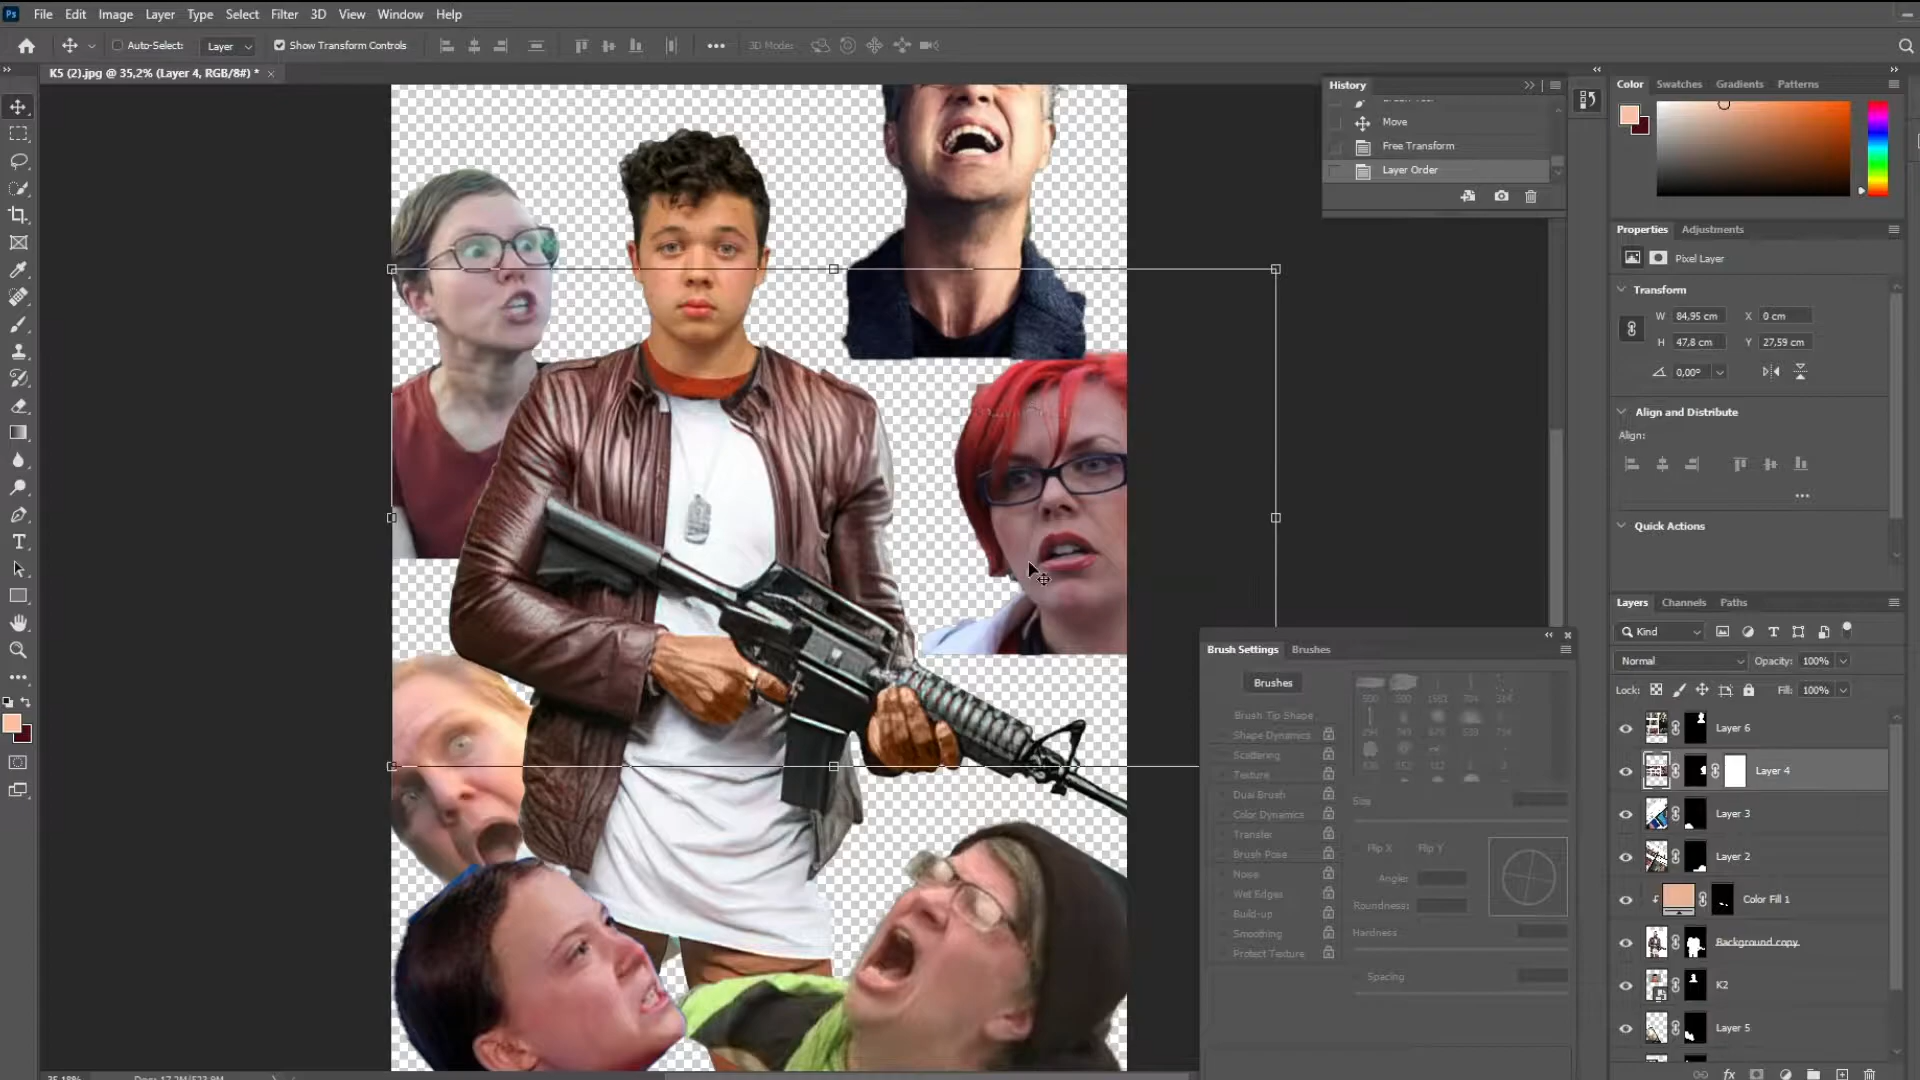 Ps File Edit Image Layer Type Select Filter 3D View Window Help
Auto-Select: Layer Show Transform Controls 3D Mode:
K5 (2).jpg @ 35,2% (Layer 4, RGB/8#) *
History
Move
Free Transform
Layer Order
Color Swatches Gradients Patterns
Properties Adjustments
Pixel Layer
Transform
W 84,95 cm X 0 cm
H 47,8 cm Y 27,59 cm
0,00°
Align and Distribute
Align:
Quick Actions
Layers Channels Paths
Kind
Normal Opacity: 100%
Lock: Fill: 100%
Layer 6
Layer 4
Layer 3
Layer 2
Color Fill 1
Background copy
K2
Layer 5
fx
Brush Settings Brushes
Brushes
Brush Tip Shape
Shape Dynamics
Scattering
Texture
Dual Brush
Color Dynamics
Transfer
Brush Pose
Noise
Wet Edges
Build-up
Smoothing
Protect Texture
Size
Flip X Flip Y
Angle:
Roundness:
Hardness
Spacing